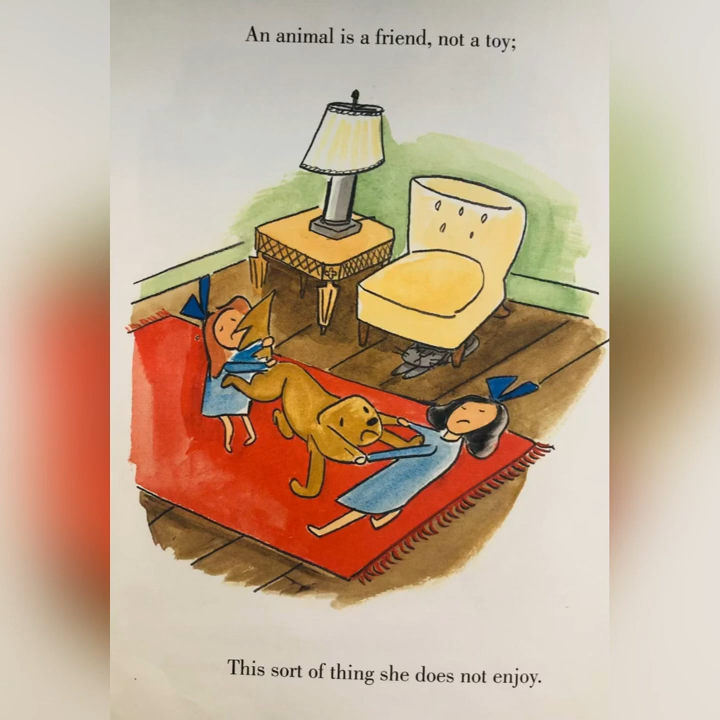 An animal is a friend, not a toy;
This sort of thing she does not enjoy.